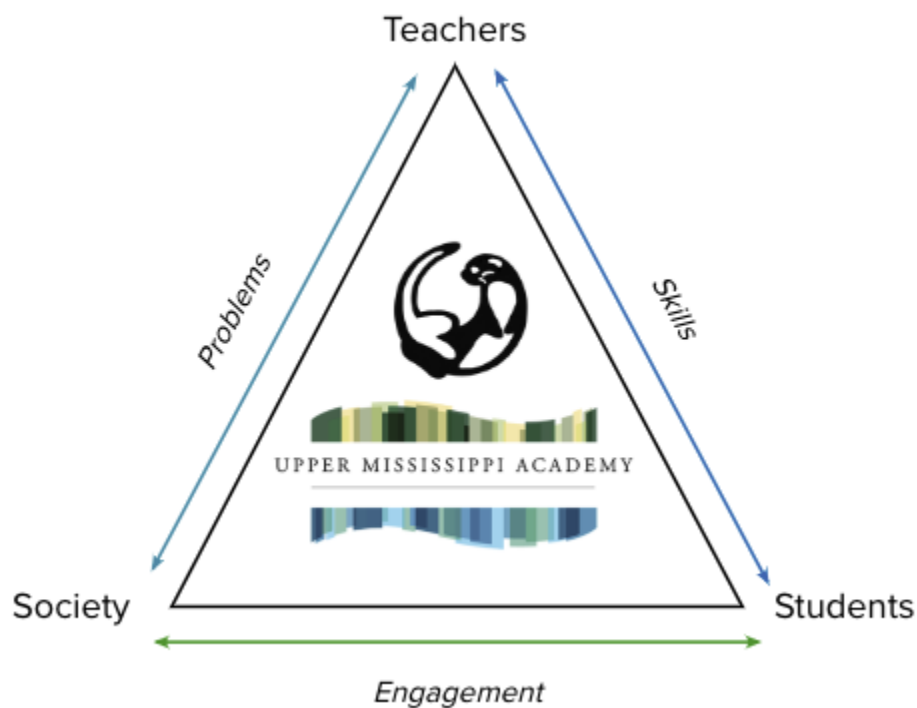 Teachers
Problems
Skills
UPPER MISSISSIPPI ACADEMY
Society
Students
Engagement